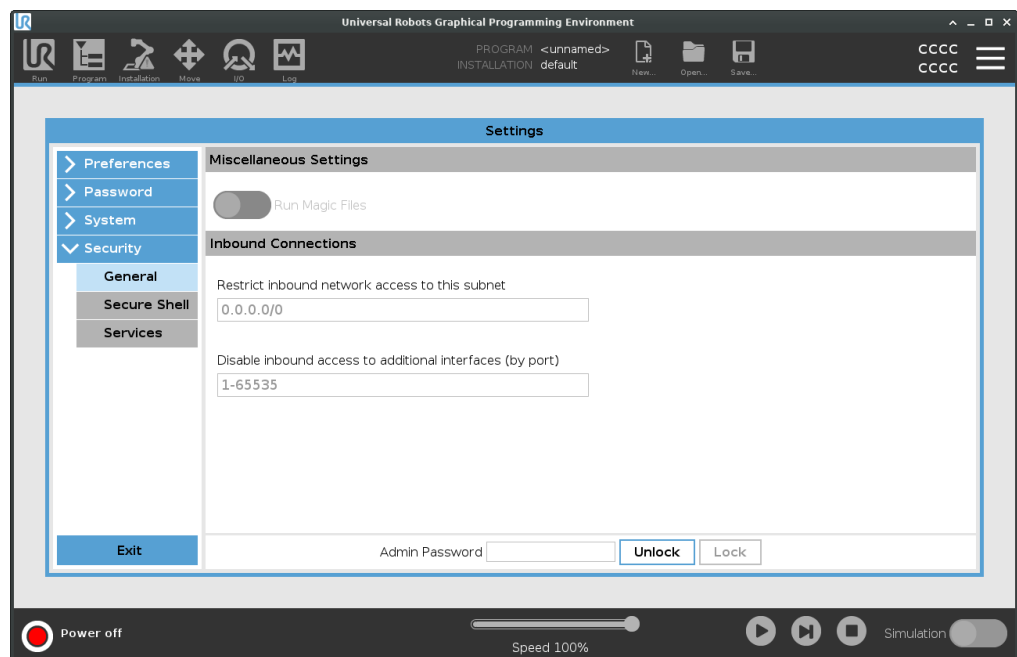 Universal Robots Graphical Programming Environment
UR
Run
Program
Installation
Move
I/O
Log
PROGRAM <unnamed>
INSTALLATION default
New...
Open...
Save...
CCCC
CCCC
Settings
Preferences
Password
System
Security
General
Secure Shell
Services
Exit
Miscellaneous Settings
Run Magic Files
Inbound Connections
Restrict inbound network access to this subnet
0.0.0.0/0
Disable inbound access to additional interfaces (by port)
1-65535
Admin Password
Unlock
Lock
Power off
Speed 100%
Simulation